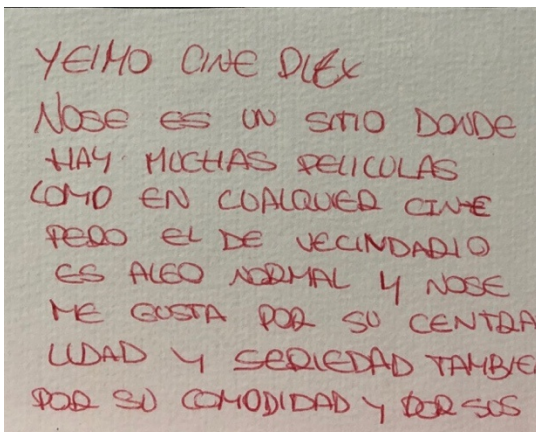 YEIMO CINE PLEX
NOSE ES UN SITIO DONDE
HAY MUCHAS PELICULAS
COMO EN CUALQUIER CINE
PERO EL DE VECINDARIO
ES ALGO NORMAL Y NOSE
ME GUSTA POR SU CENTRA
LIDAD Y SERIEDAD TAMBIE
POR SU COMODIDAD Y POR SUS